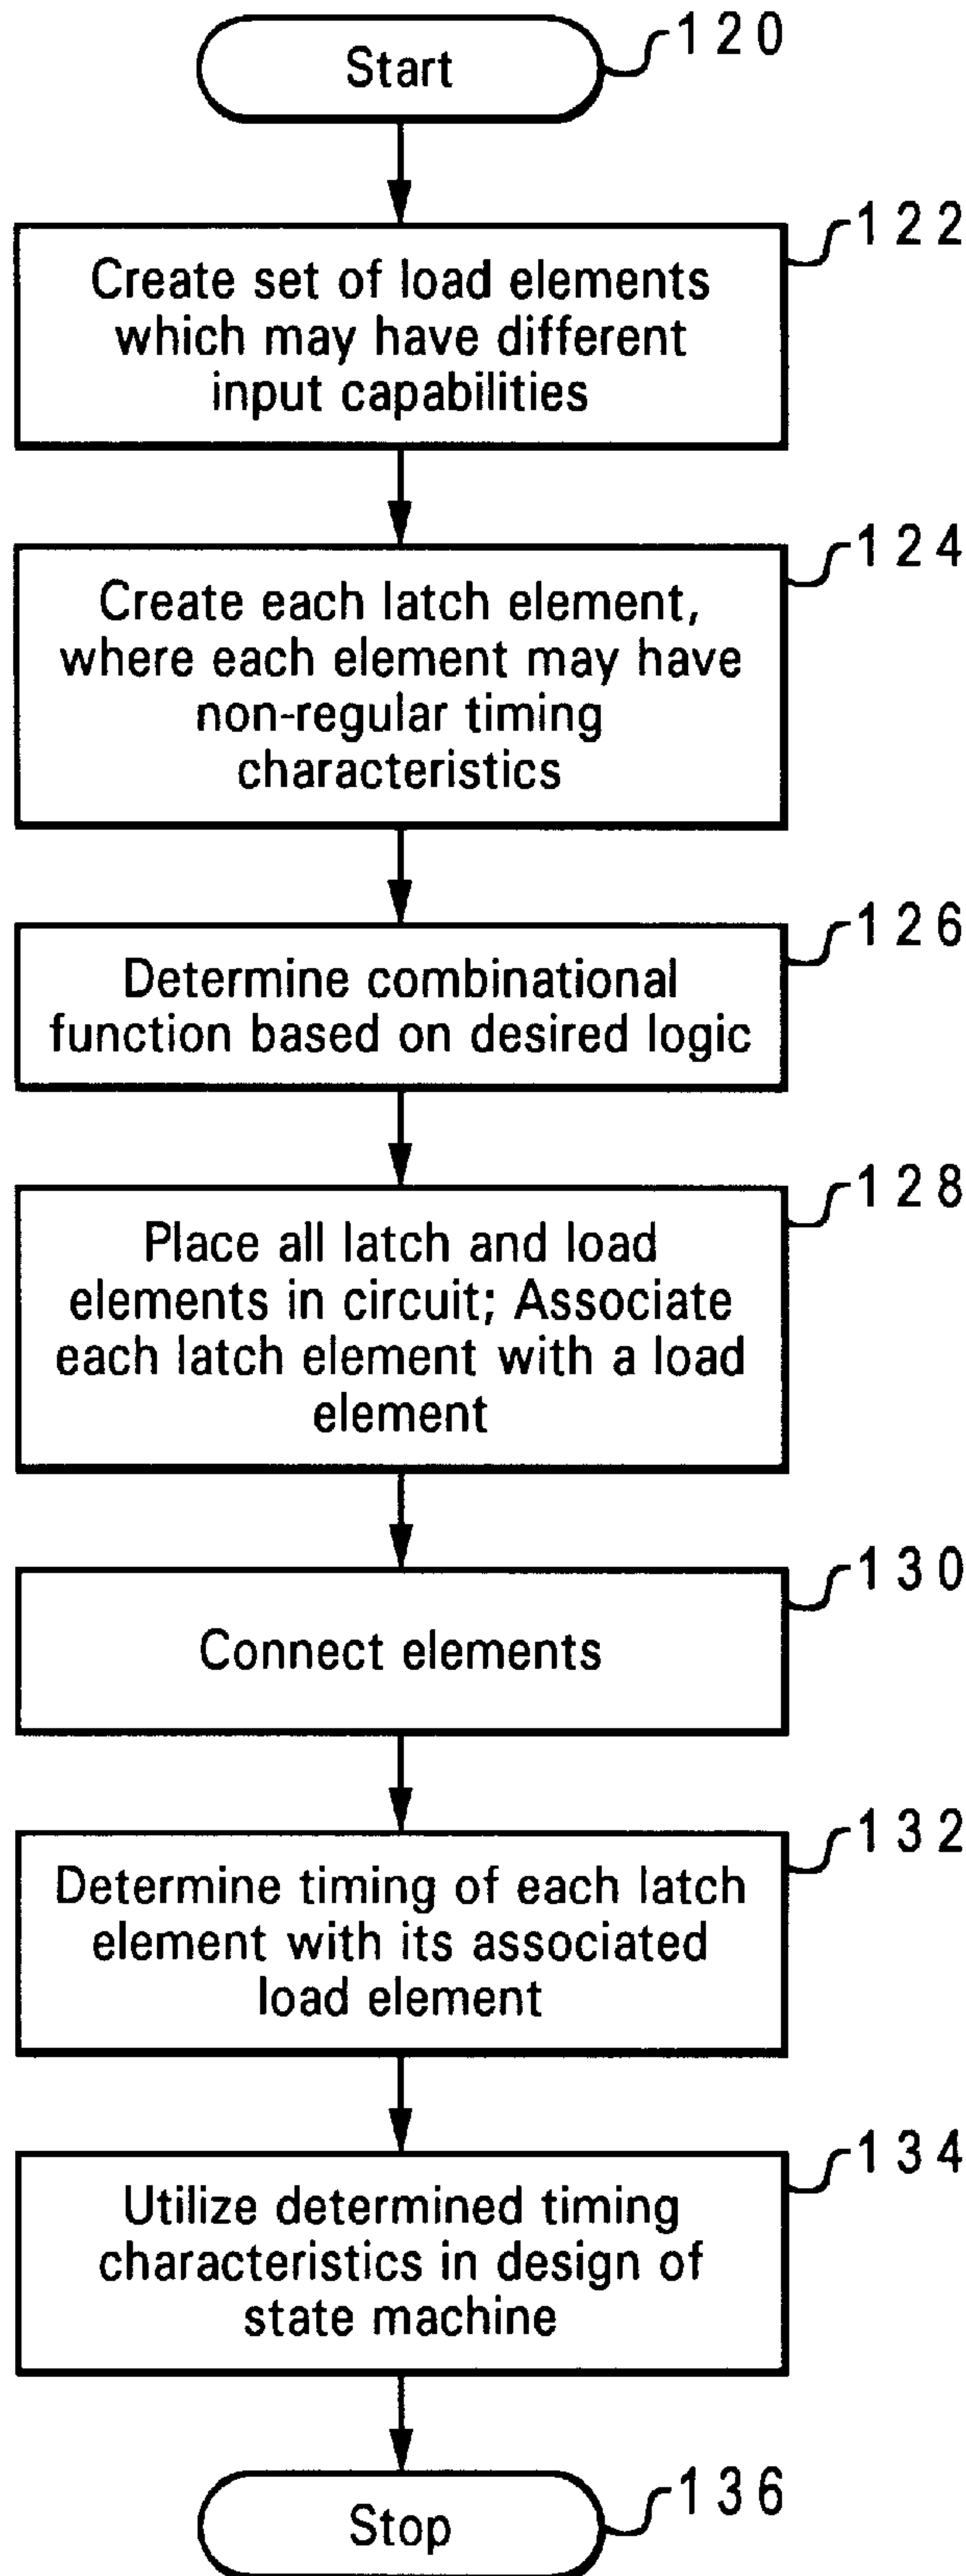 Start
120
122
Create set of load elements
which may have different
input capabilities
124
Create each latch element,
where each element may have
non-regular timing
characteristics
126
Determine combinational
function based on desired logic
128
Place all latch and load
elements in circuit; Associate
each latch element with a load
element
130
Connect elements
132
Determine timing of each latch
element with its associated
load element
134
Utilize determined timing
characteristics in design of
state machine
136
Stop